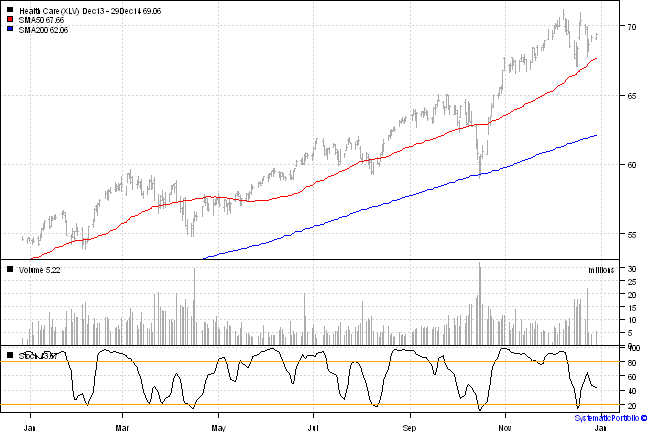 Health Care (XLV) Dec13 - 29Dec14 69.06
SMA50 67.66
SMA200 62.06
70
65
60
55
Volume 5.22
millions
30
25
20
15
10
5
0
100
80
60
40
20
Jan Mar May Jul Sep Nov Jan
SystematicPortfolio ©